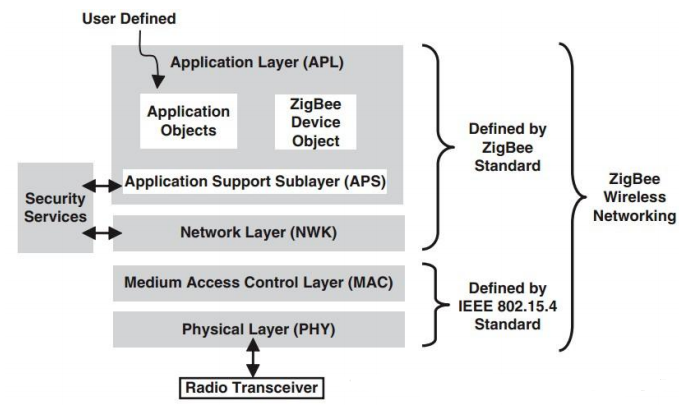 User Defined
Application Layer (APL)
Application
Objects
ZigBee
Device
Object
Application Support Sublayer (APS)
Security
Services
Network Layer (NWK)
Medium Access Control Layer (MAC)
Physical Layer (PHY)
Radio Transceiver
Defined by
ZigBee
Standard
Defined by
IEEE 802.15.4
Standard
ZigBee
Wireless
Networking